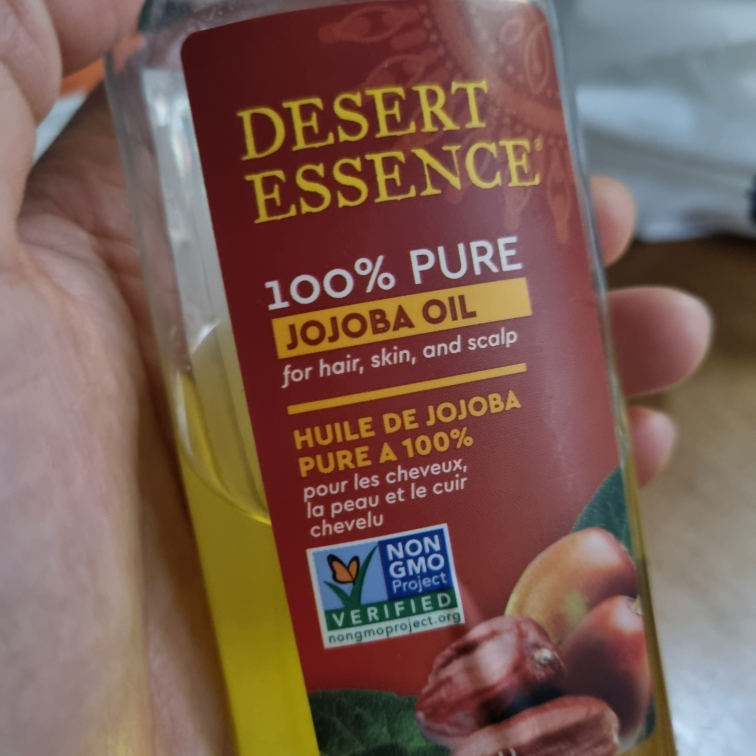 DESERT
ESSENCE®
100% PURE
JOJOBA OIL
for hair, skin, and scalp
HUILE DE JOJOBA
PURE A 100%
pour les cheveux,
la peau et le cuir
chevelu
NON
GMO
Project
VERIFIED
nongmoproject.org